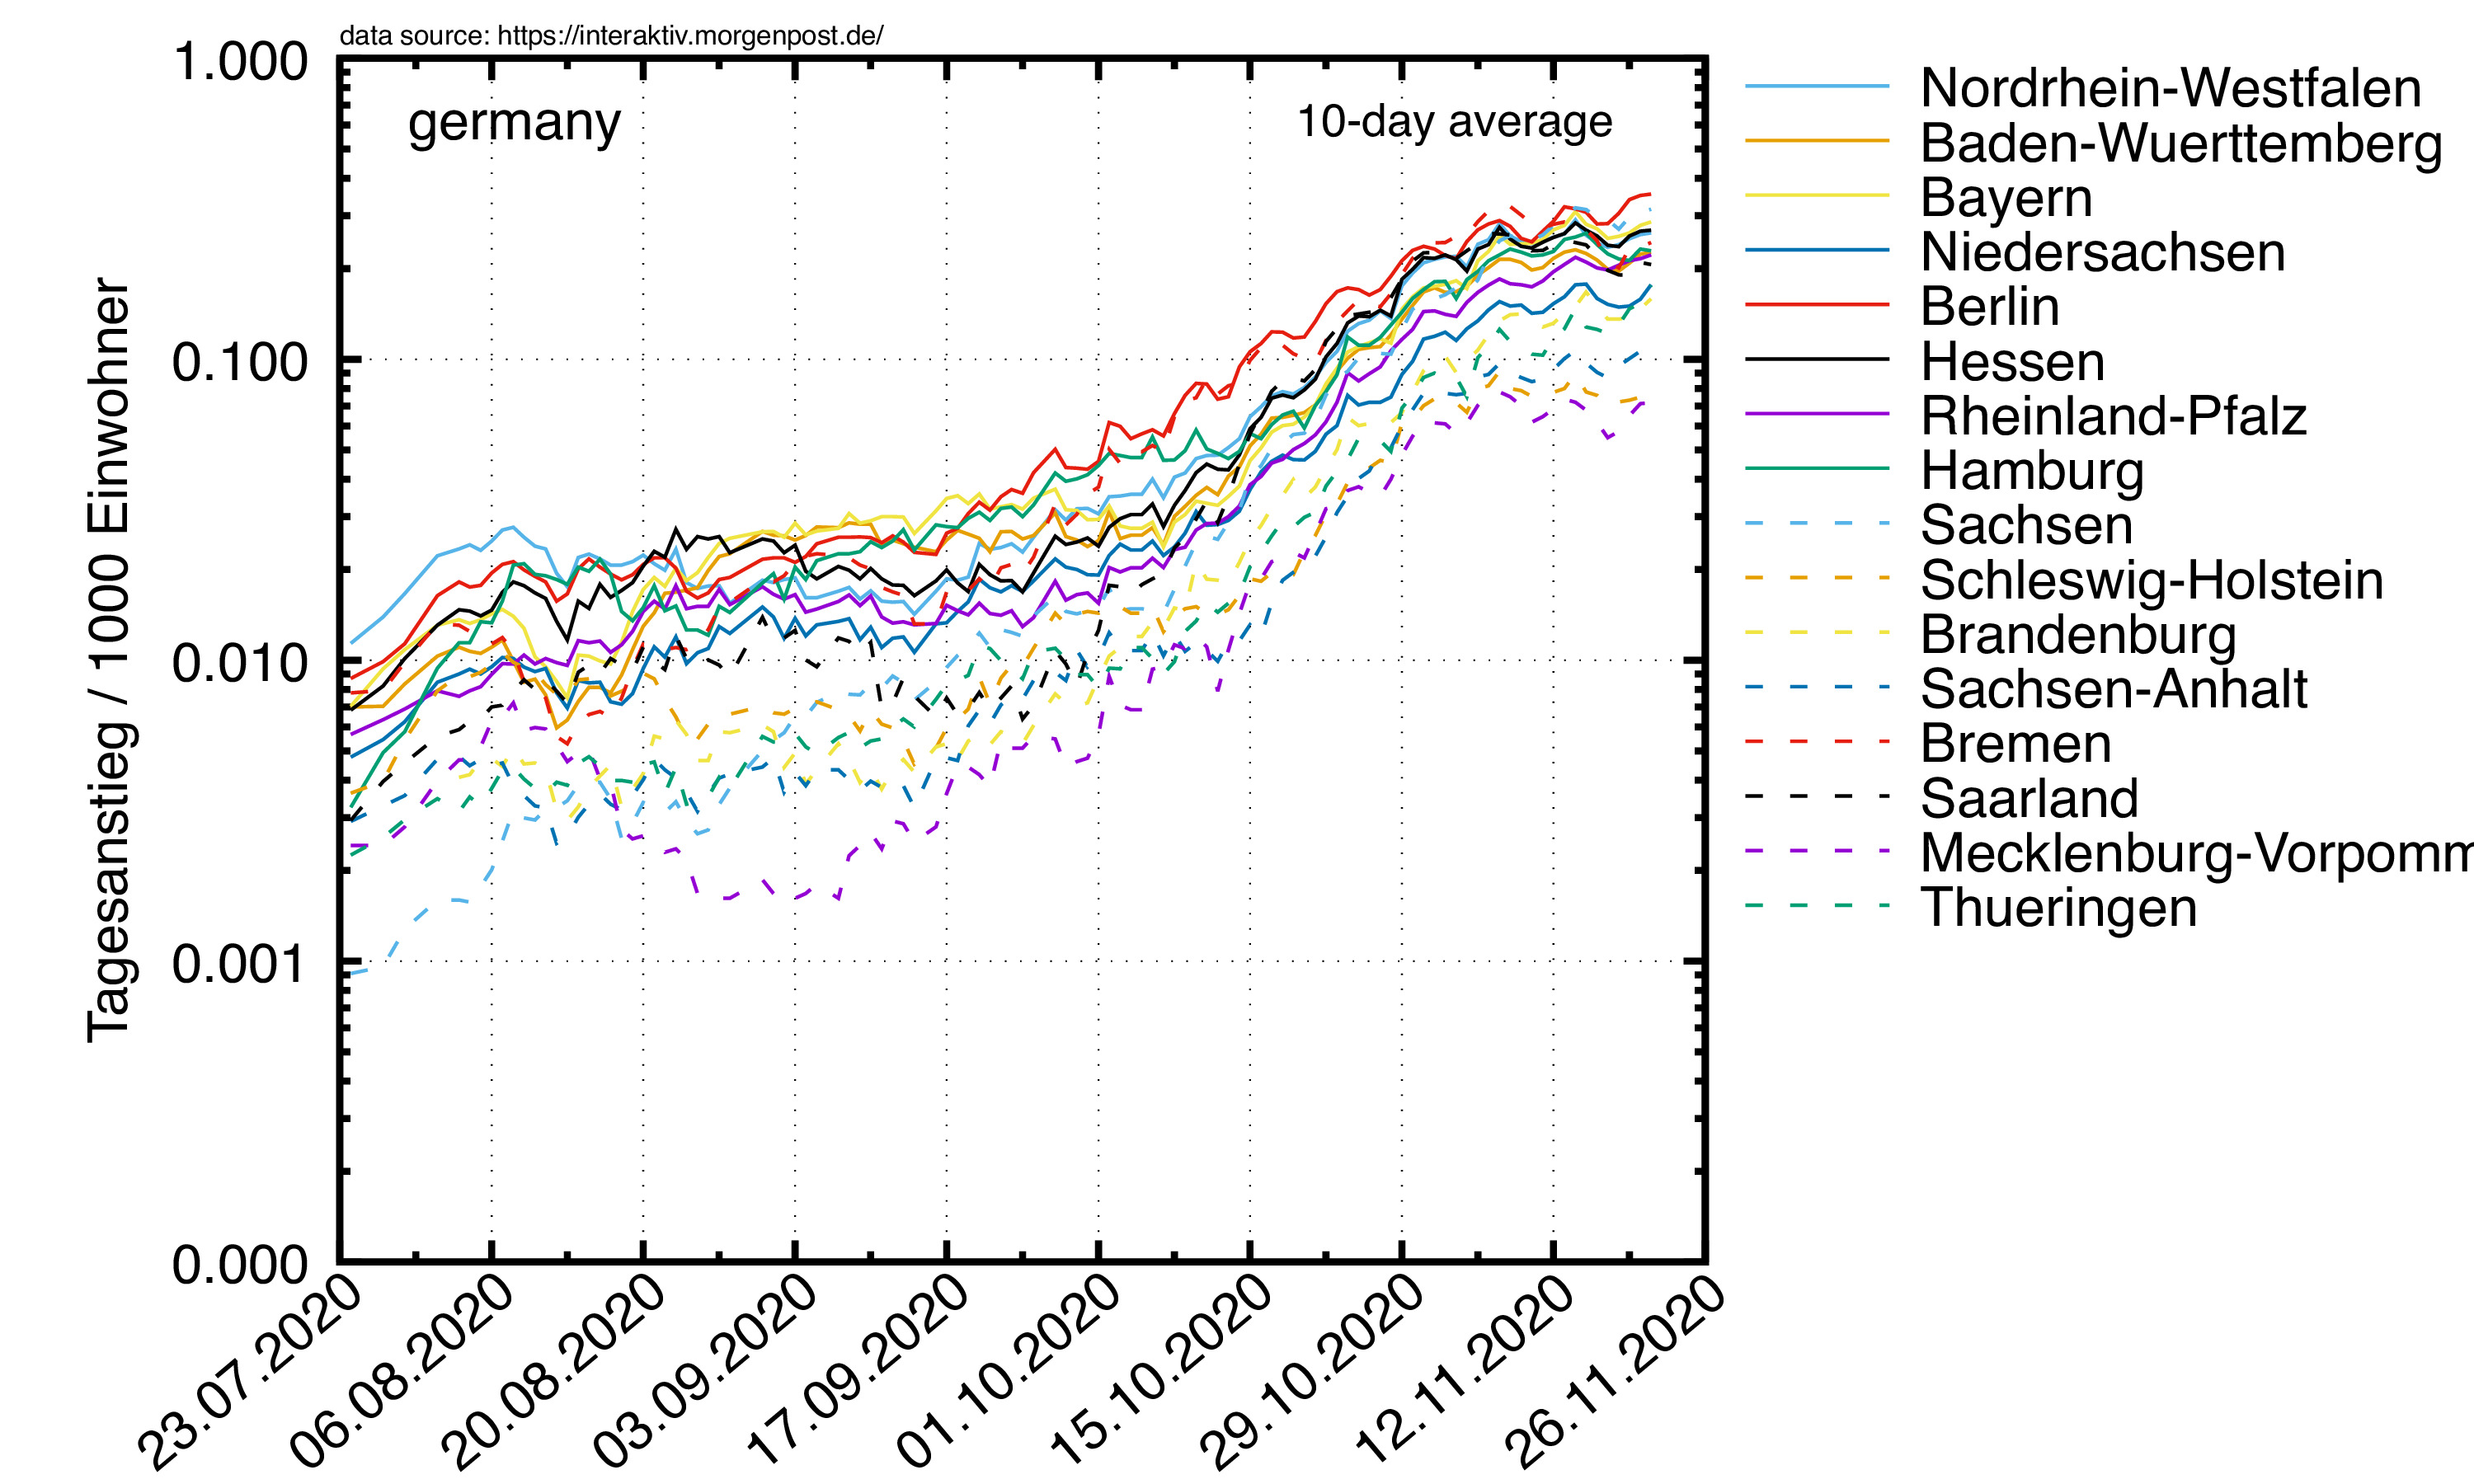 data source: https://interaktiv.morgenpost.de/
germany
10-day average
Tagesanstieg / 1000 Einwohner
1.000
0.100
0.010
0.001
0.000
23.07.2020
06.08.2020
20.08.2020
03.09.2020
17.09.2020
01.10.2020
15.10.2020
29.10.2020
12.11.2020
26.11.2020
Nordrhein-Westfalen
Baden-Wuerttemberg
Bayern
Niedersachsen
Berlin
Hessen
Rheinland-Pfalz
Hamburg
Sachsen
Schleswig-Holstein
Brandenburg
Sachsen-Anhalt
Bremen
Saarland
Mecklenburg-Vorpomm
Thueringen